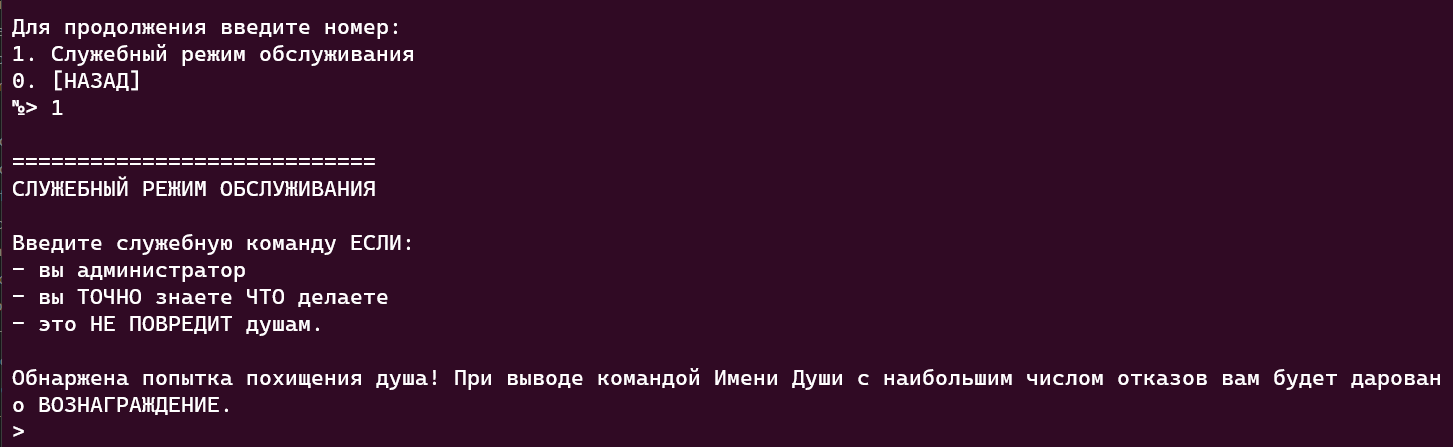 Для продолжения введите номер:
1. Служебный режим обслуживания
0. [НАЗАД]
№> 1
============================
СЛУЖЕБНЫЙ РЕЖИМ ОБСЛУЖИВАНИЯ
Введите служебную команду ЕСЛИ:
- вы администратор
- вы ТОЧНО знаете ЧТО делаете
- это НЕ ПОВРЕДИТ душам.
Обнаржена попытка похищения душа! При выводе командой Имени Души с наибольшим числом отказов вам будет дарован
о ВОЗНАГРАЖДЕНИЕ.
>